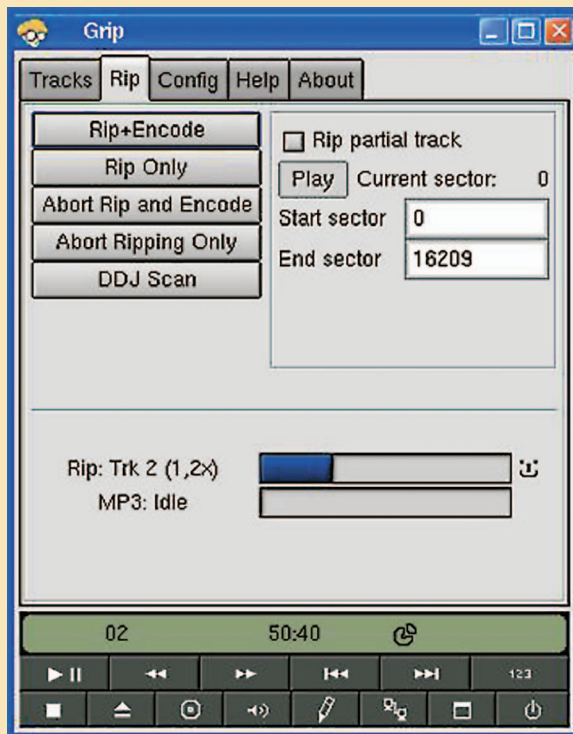 Grip
Tracks Rip Config Help About
Rip+Encode
Rip Only
Abort Rip and Encode
Abort Ripping Only
DDJ Scan
Rip partial track
Play Current sector: 0
Start sector 0
End sector 16209
Rip: Trk 2 (1,2x)
MP3: Idle
02 50:40
123